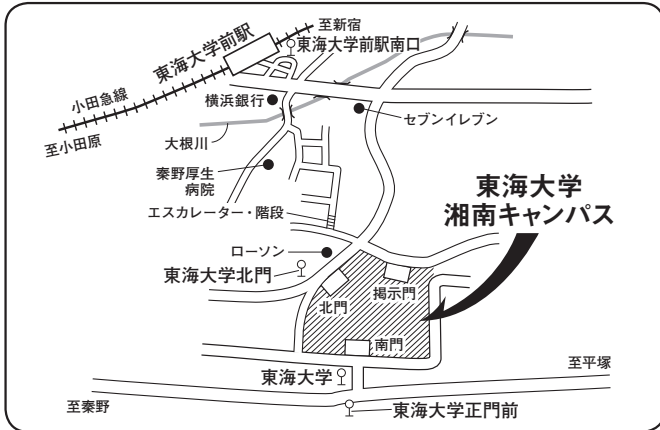 至新宿
東海大学前駅
東海大学前駅南口
小田急線
横浜銀行
セブンイレブン
至小田原
大根川
秦野厚生
病院
東海大学
湘南キャンパス
エスカレーター・階段
ローソン
東海大学北門
掲示門
北門
南門
至平塚
東海大学
至秦野
東海大学正門前